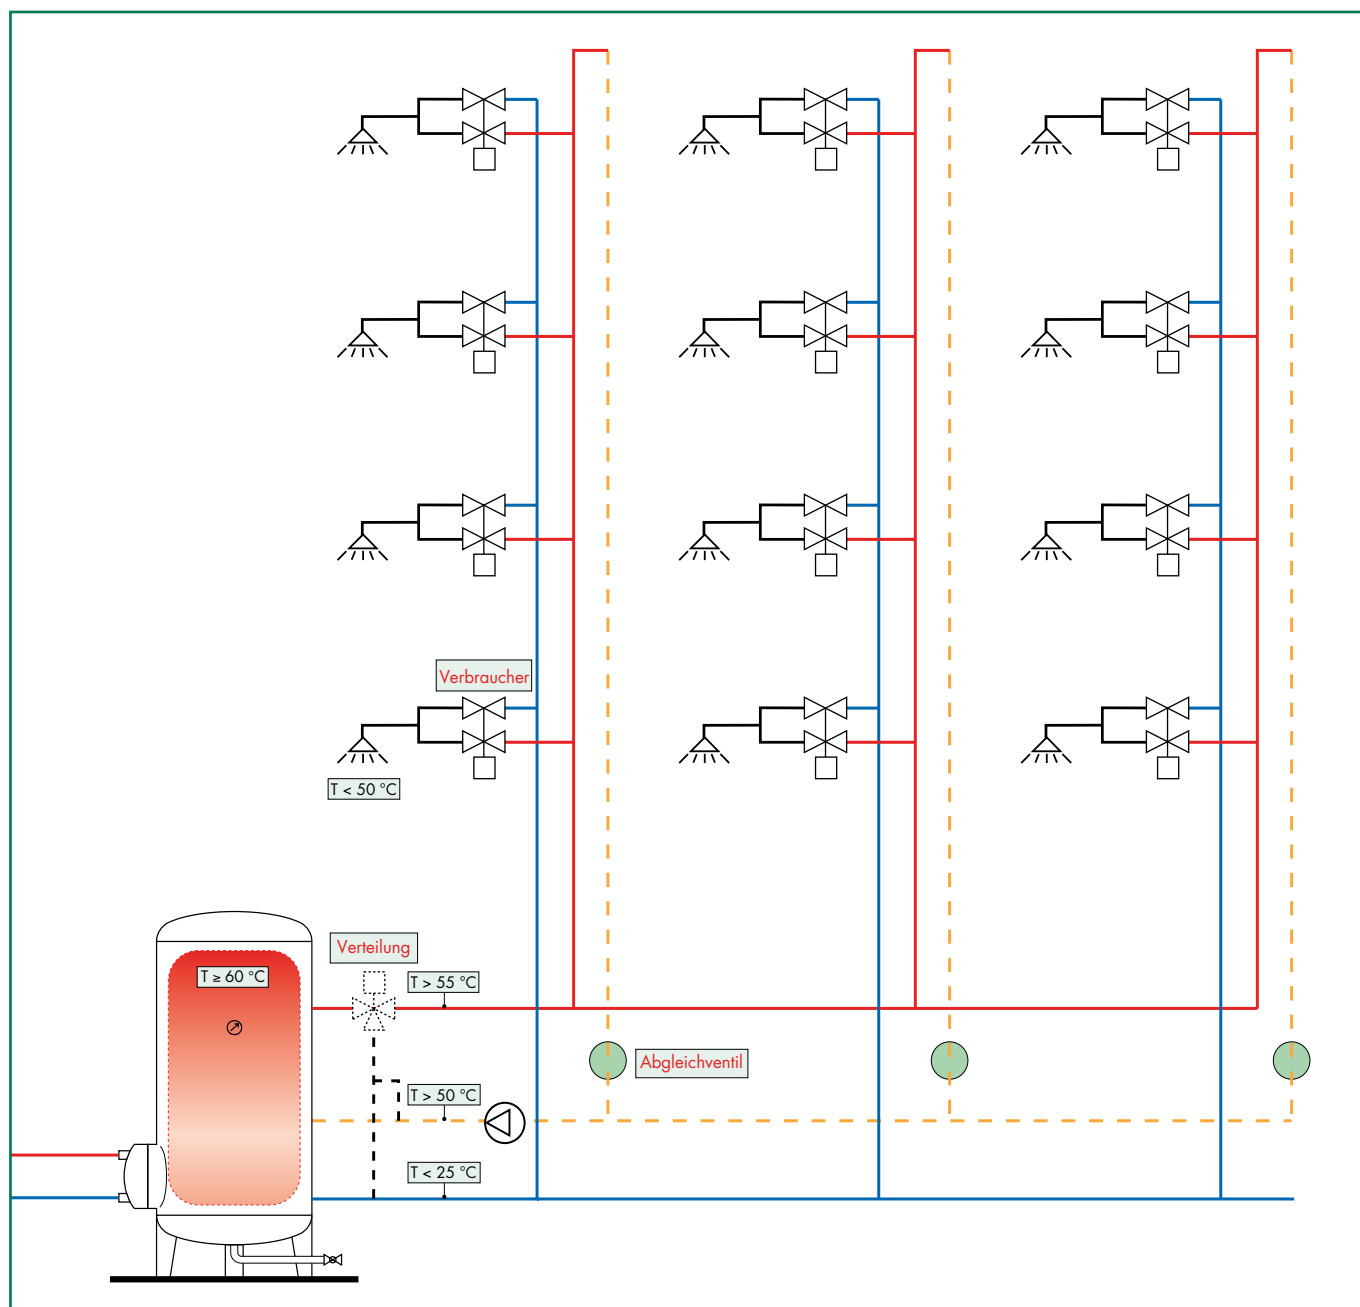 Verbraucher
T < 50 °C
Verteilung
T ≥ 60 °C
T > 55 °C
Abgleichventil
T > 50 °C
T < 25 °C